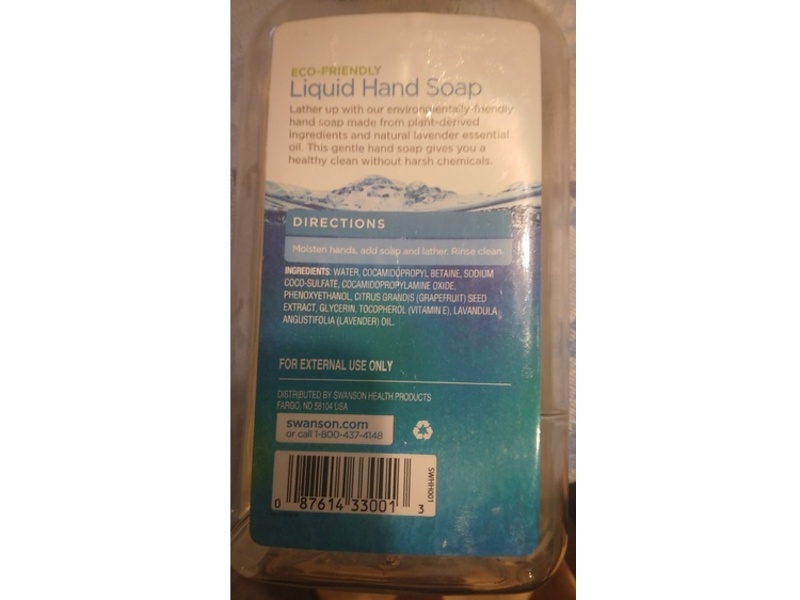 ECO-FRIENDLY
Liquid Hand Soap
Lather up with our environmentally-friendly
hand soap made from plant-derived
ingredients and natural lavender essential
oil. This gentle hand soap gives you a
healthy clean without harsh chemicals.
DIRECTIONS
Moisten hands, add soap and lather. Rinse clean.
INGREDIENTS: WATER, COCAMIDOPROPYL BETAINE, SODIUM
COCO-SULFATE, COCAMIDOPROPYLAMINE OXIDE,
PHENOXYETHANOL, CITRUS GRANDIS (GRAPEFRUIT) SEED
EXTRACT, GLYCERIN, TOCOPHEROL (VITAMIN E), LAVANDULA
ANGUSTIFOLIA (LAVENDER) OIL.
FOR EXTERNAL USE ONLY
DISTRIBUTED BY SWANSON HEALTH PRODUCTS
FARGO, ND 58104 USA
swanson.com
or call 1-800-437-4148
SWHH001
0 87614 33001 3